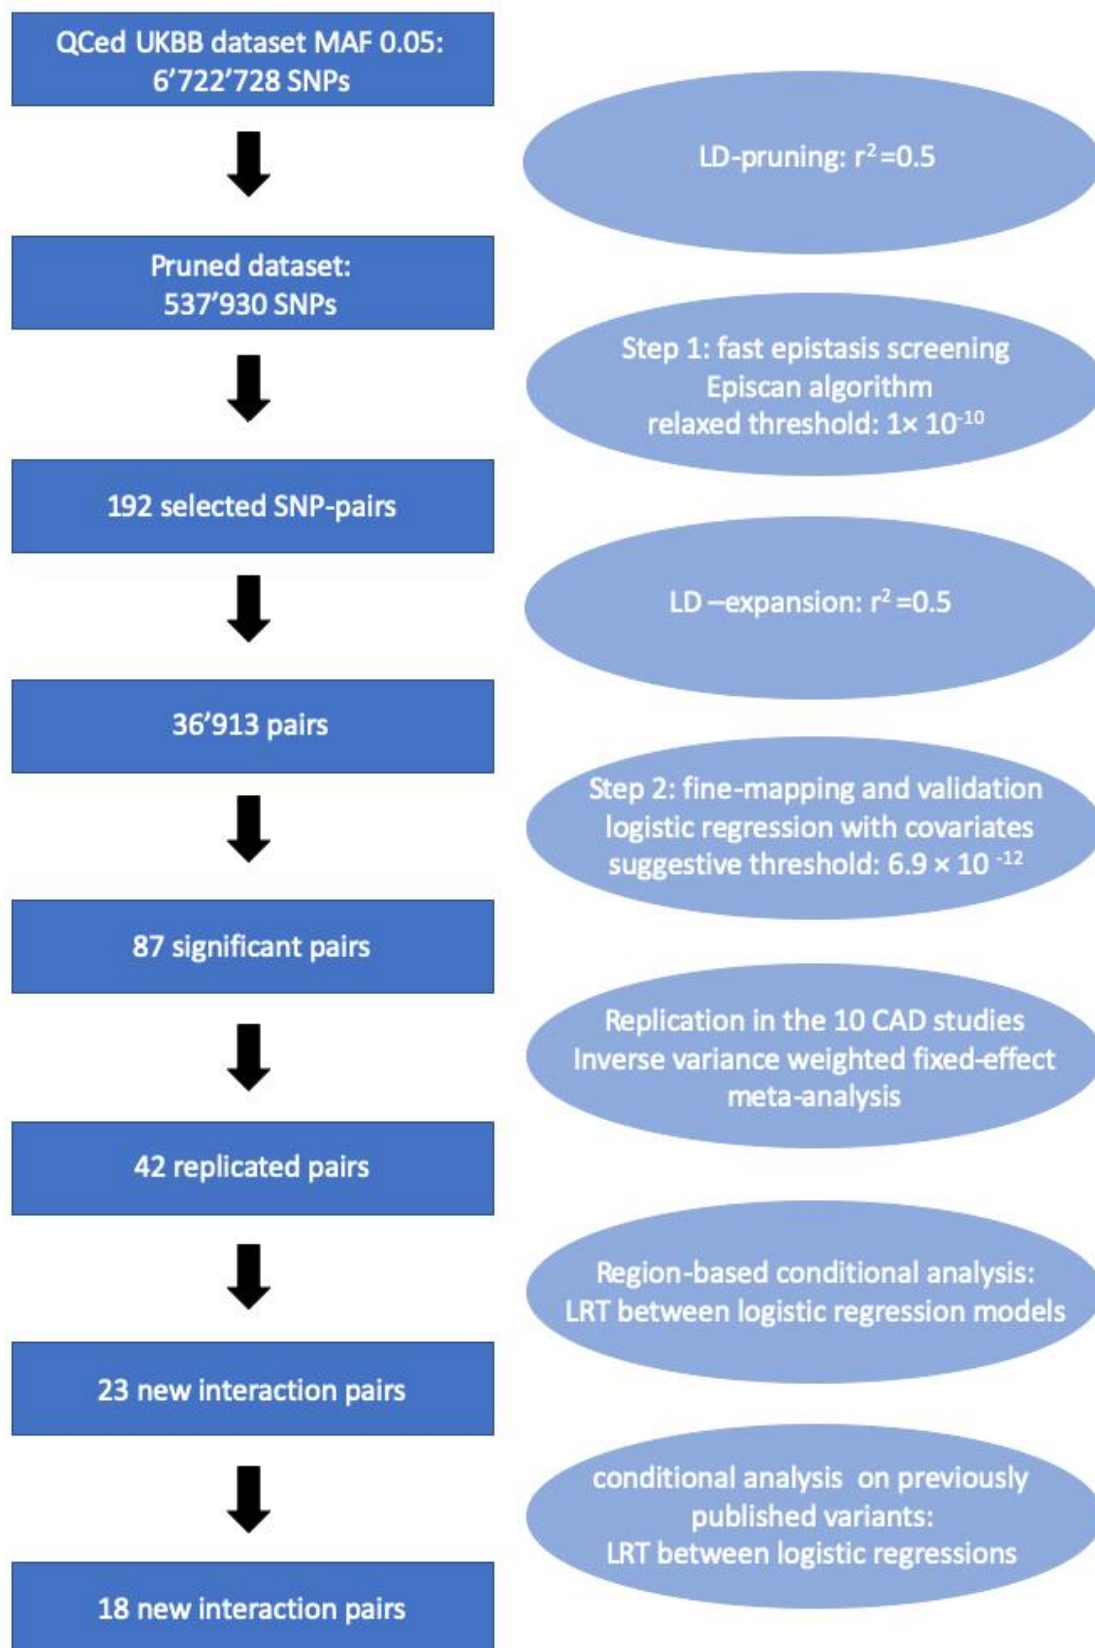 QCed UKBB dataset MAF 0.05:
6’722’728 SNPs
LD-pruning: r²=0.5
Pruned dataset:
537’930 SNPs
Step 1: fast epistasis screening
Episcan algorithm
relaxed threshold: 1× 10⁻¹⁰
192 selected SNP-pairs
LD –expansion: r²=0.5
36’913 pairs
Step 2: fine-mapping and validation
logistic regression with covariates
suggestive threshold: 6.9 × 10 ⁻¹²
87 significant pairs
Replication in the 10 CAD studies
Inverse variance weighted fixed-effect
meta-analysis
42 replicated pairs
Region-based conditional analysis:
LRT between logistic regression models
23 new interaction pairs
conditional analysis on previously
published variants:
LRT between logistic regressions
18 new interaction pairs